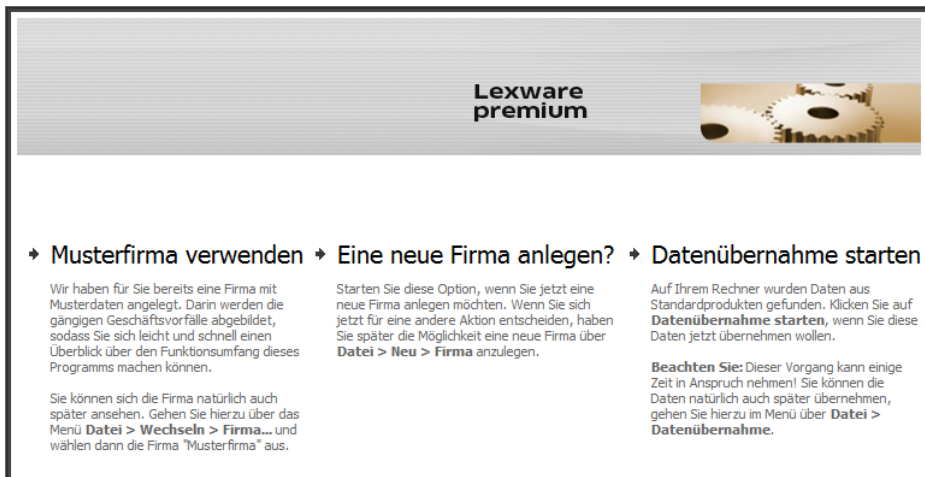 Lexware
premium
Musterfirma verwenden
Wir haben für Sie bereits eine Firma mit
Musterdaten angelegt. Darin werden die
gängigen Geschäftsvorfälle abgebildet,
sodass Sie sich leicht und schnell einen
Überblick über den Funktionsumfang dieses
Programms machen können.
Sie können sich die Firma natürlich auch
später ansehen. Gehen Sie hierzu über das
Menü Datei > Wechseln > Firma... und
wählen dann die Firma "Musterfirma" aus.
Eine neue Firma anlegen?
Starten Sie diese Option, wenn Sie jetzt eine
neue Firma anlegen möchten. Wenn Sie sich
jetzt für eine andere Aktion entscheiden, haben
Sie später die Möglichkeit eine neue Firma über
Datei > Neu > Firma anzulegen.
Datenübernahme starten
Auf Ihrem Rechner wurden Daten aus
Standardprodukten gefunden. Klicken Sie auf
Datenübernahme starten, wenn Sie diese
Daten jetzt übernehmen wollen.
Beachten Sie: Dieser Vorgang kann einige
Zeit in Anspruch nehmen! Sie können die
Daten natürlich auch später übernehmen,
gehen Sie hierzu im Menü über Datei >
Datenübernahme.